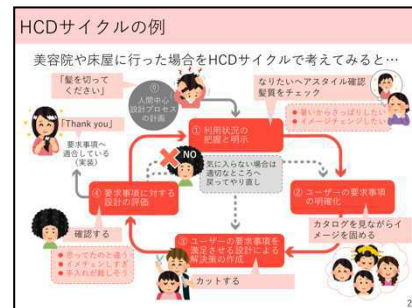 HCDサイクルの例
美容院や床屋に行った場合をHCDサイクルで考えてみると…
「髪を切って
ください」
⓪
人間中心
設計プロセス
の計画
なりたいヘアスタイル確認
髪質をチェック
● 暑いからさっぱりしたい
● イメージチェンジしたい
「Thank you」
要求事項へ
適合している
(実装)
① 利用状況の
把握と明示
NO
気に入らない場合は
適切なところへ
戻ってやり直し
④ 要求事項に対する
設計の評価
② ユーザーの要求事項
の明確化
確認する
● 思ってたのと違う
● イメチェンしすぎ
● 手入れが難しそう
カタログを見ながらイ
メージを固める
③ ユーザーの要求事項を
満足させる設計による
解決策の作成
カットする
2